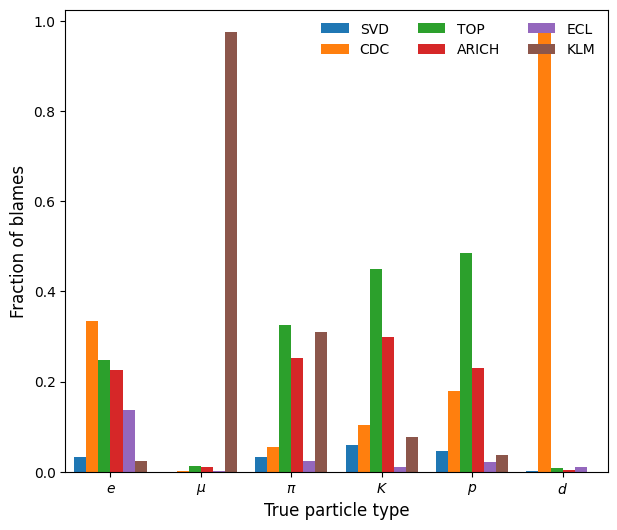 1.0
0.8
0.6
0.4
0.2
0.0
Fraction of blames
SVD TOP ECL
CDC ARICH KLM
e μ π K p d
True particle type